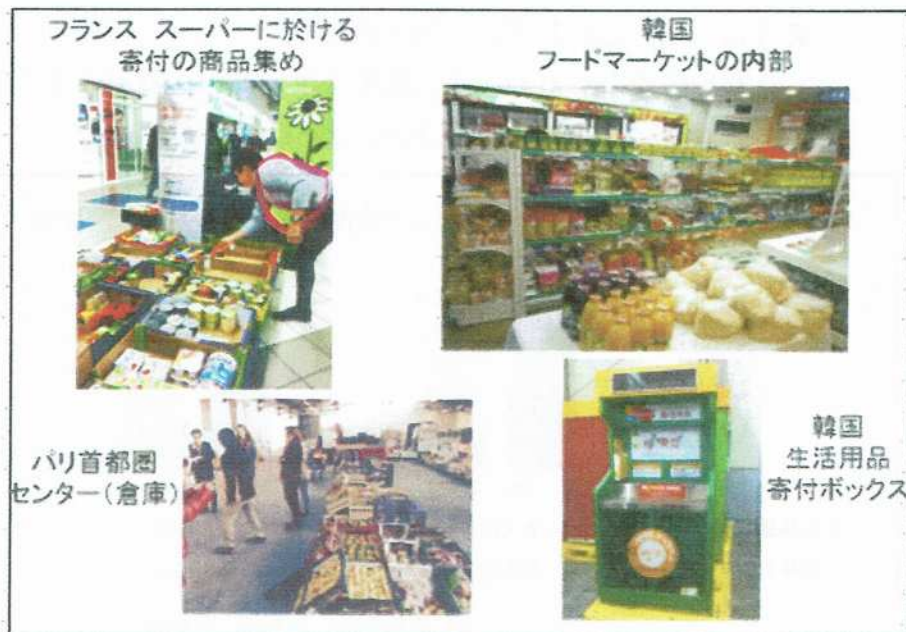 フランス スーパーに於ける
寄付の商品集め
韓国
フードマーケットの内部
パリ首都圏
センター(倉庫)
韓国
生活用品
寄付ボックス